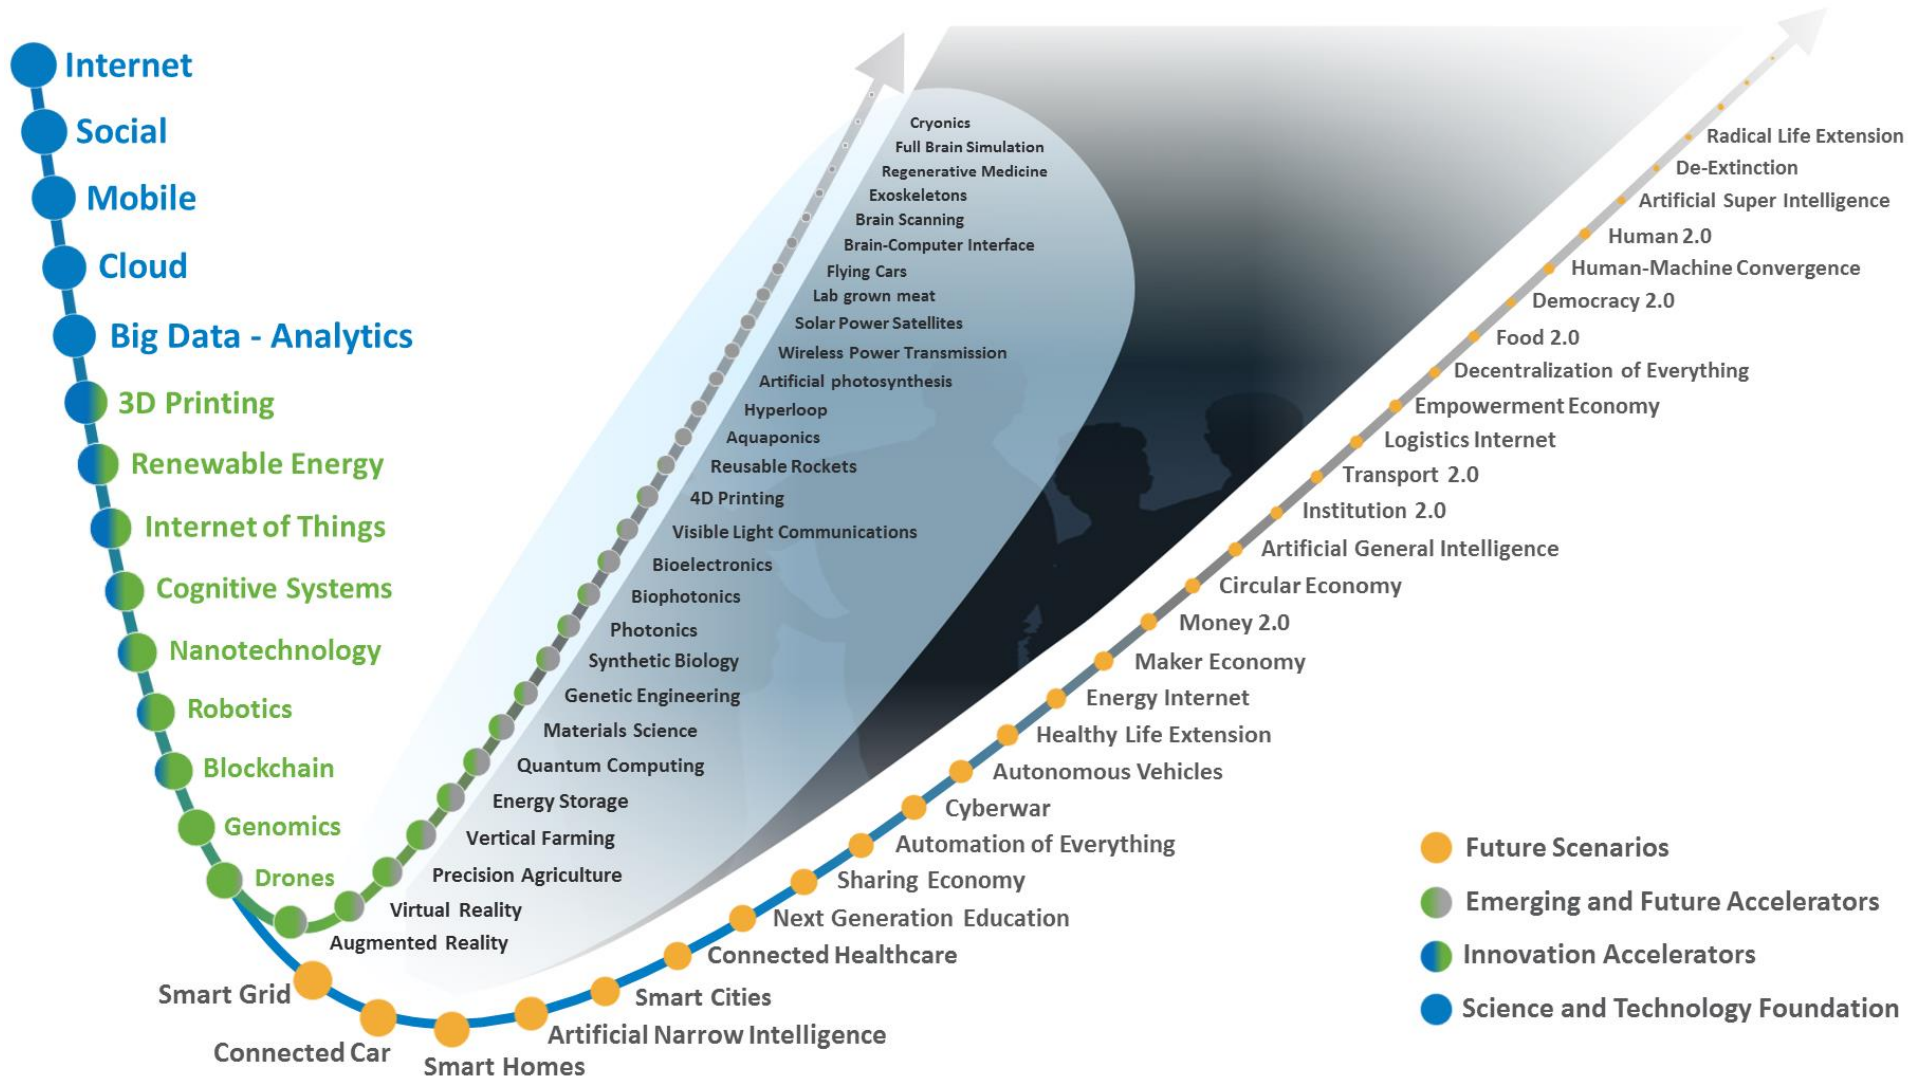 Internet
Social
Mobile
Cloud
Big Data - Analytics
3D Printing
Renewable Energy
Internet of Things
Cognitive Systems
Nanotechnology
Robotics
Blockchain
Genomics
Drones
Cryonics
Full Brain Simulation
Regenerative Medicine
Exoskeletons
Brain Scanning
Brain-Computer Interface
Flying Cars
Lab grown meat
Solar Power Satellites
Wireless Power Transmission
Artificial photosynthesis
Hyperloop
Aquaponics
Reusable Rockets
4D Printing
Visible Light Communications
Bioelectronics
Biophotonics
Photonics
Synthetic Biology
Genetic Engineering
Materials Science
Quantum Computing
Energy Storage
Vertical Farming
Precision Agriculture
Virtual Reality
Augmented Reality
Radical Life Extension
De-Extinction
Artificial Super Intelligence
Human 2.0
Human-Machine Convergence
Democracy 2.0
Food 2.0
Decentralization of Everything
Empowerment Economy
Logistics Internet
Transport 2.0
Institution 2.0
Artificial General Intelligence
Circular Economy
Money 2.0
Maker Economy
Energy Internet
Healthy Life Extension
Autonomous Vehicles
Cyberwar
Automation of Everything
Sharing Economy
Next Generation Education
Connected Healthcare
Smart Cities
Artificial Narrow Intelligence
Smart Homes
Connected Car
Smart Grid
Future Scenarios
Emerging and Future Accelerators
Innovation Accelerators
Science and Technology Foundation